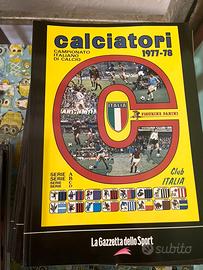 calciatori
CAMPIONATO
ITALIANO
DI CALCIO
1977-78
ITALIA
FIGURINE PANINI
SERIE A
SERIE B
SERIE C
SERIE D
Club
ITALIA
La Gazzetta dello Sport
subito